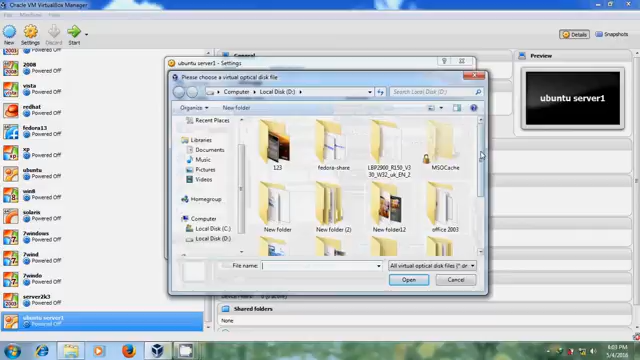 Oracle VM VirtualBox Manager
File Machine Help
New Settings Discard Start
Details Snapshots
Powered Off
2008
Powered Off
vista
Powered Off
redhat
Powered Off
fedora13
Powered Off
xp
Powered Off
ubuntu
Powered Off
win8
Powered Off
solaris
Powered Off
7windows
Powered Off
7wind
Powered Off
7windo
Powered Off
server2k3
Powered Off
ubuntu server1
Powered Off
General
Preview
ubuntu server1
ubuntu server1 - Settings
Please choose a virtual optical disk file
Computer Local Disk (D:)
Search Local Disk (D:)
Organize New folder
Recent Places
Libraries
Documents
Music
Pictures
Videos
Homegroup
Computer
Local Disk (C:)
Local Disk (D:)
123
fedora-share
LBP2900_R150_V3
30_W32_uk_EN_2
MSOCache
New folder
New folder (2)
New folder12
office 2003
File name:
All virtual optical disk files (*.dr
Open Cancel
Shared folders
None
4:03 PM